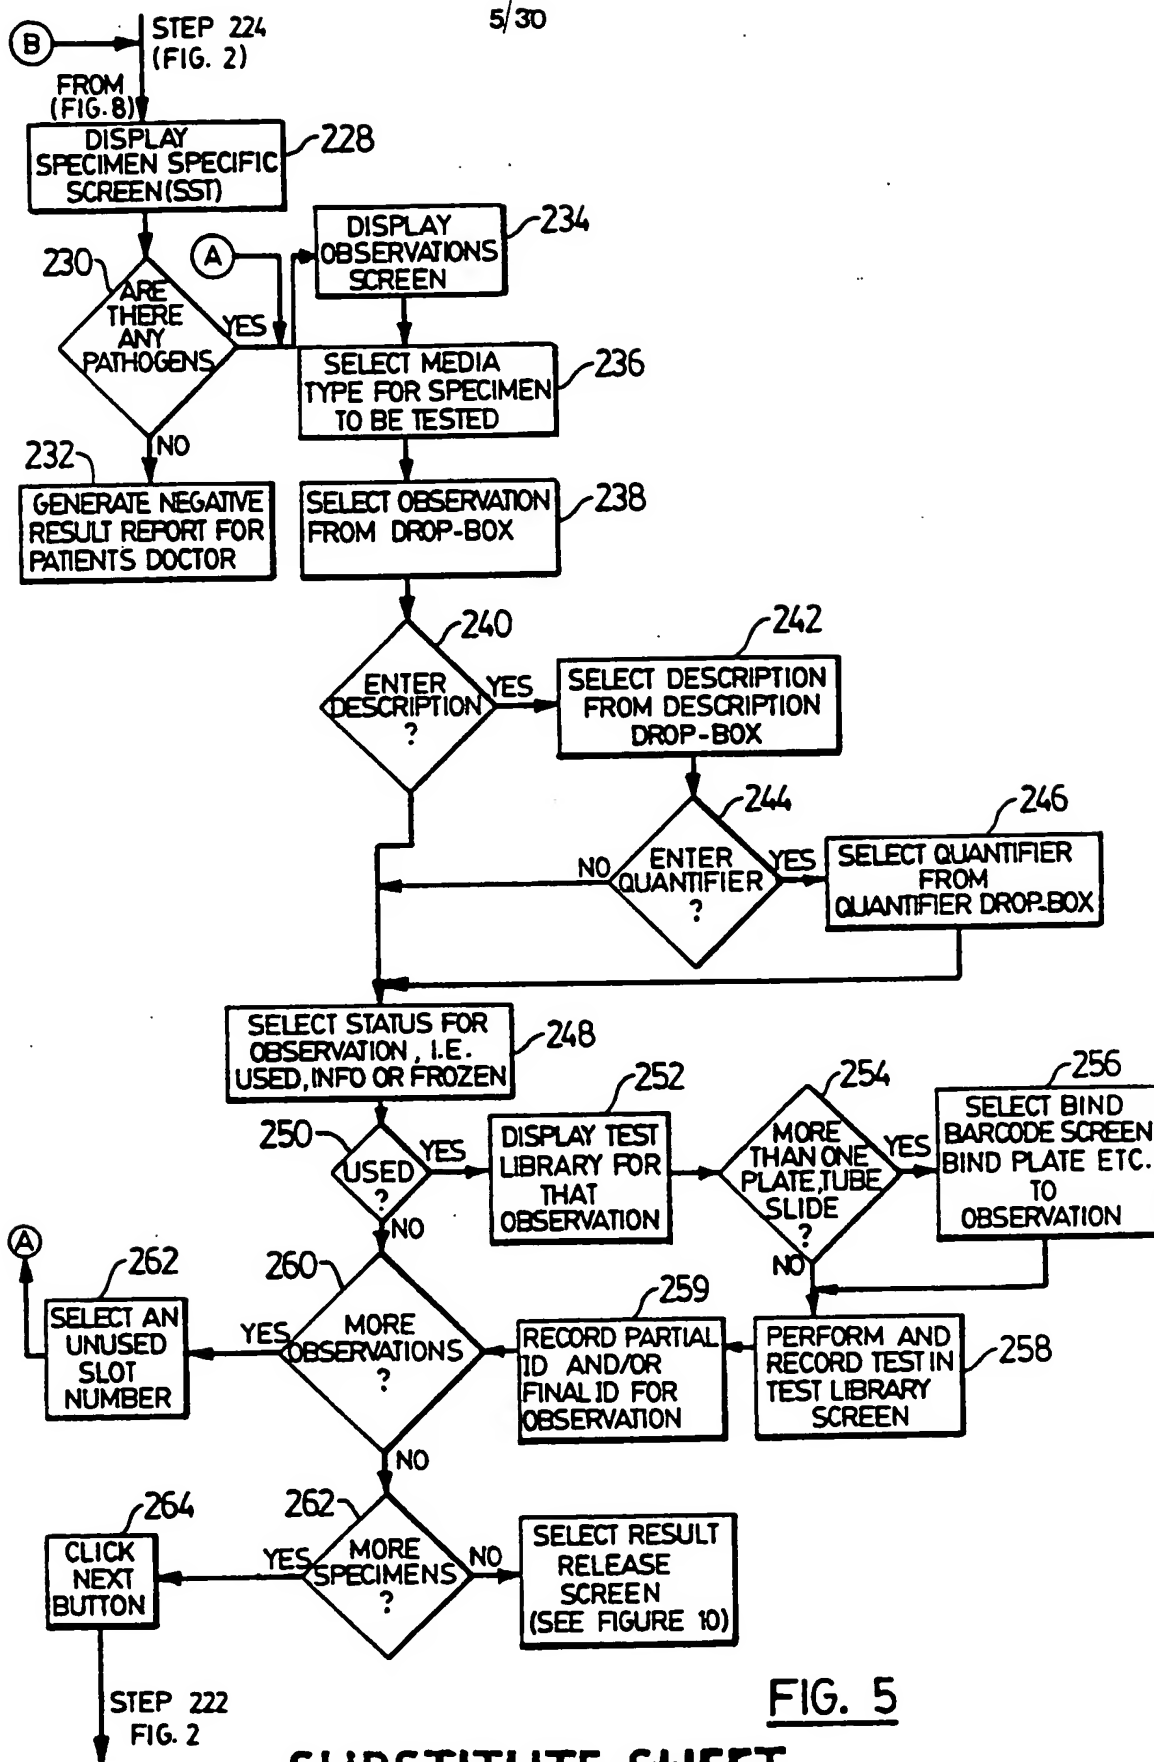 5/30
B
STEP 224
(FIG. 2)
FROM
(FIG. 8)
DISPLAY
SPECIMEN SPECIFIC
SCREEN(SST)
228
230
ARE
THERE
ANY
PATHOGENS
YES
NO
A
DISPLAY
OBSERVATIONS
SCREEN
234
SELECT MEDIA
TYPE FOR SPECIMEN
TO BE TESTED
236
232
GENERATE NEGATIVE
RESULT REPORT FOR
PATIENT'S DOCTOR
SELECT OBSERVATION
FROM DROP-BOX
238
240
ENTER
DESCRIPTION
?
YES
242
SELECT DESCRIPTION
FROM DESCRIPTION
DROP-BOX
244
ENTER
QUANTIFIER
?
NO
YES
246
SELECT QUANTIFIER
FROM
QUANTIFIER DROP-BOX
SELECT STATUS FOR
OBSERVATION, I.E.
USED, INFO OR FROZEN
248
250
USED
?
YES
NO
252
DISPLAY TEST
LIBRARY FOR
THAT
OBSERVATION
254
MORE
THAN ONE
PLATE, TUBE
SLIDE
?
YES
NO
256
SELECT BIND
BARCODE SCREEN
BIND PLATE ETC.
TO
OBSERVATION
A
262
SELECT AN
UNUSED
SLOT
NUMBER
260
YES
MORE
OBSERVATIONS
?
NO
259
RECORD PARTIAL
ID AND/OR
FINAL ID FOR
OBSERVATION
PERFORM AND
RECORD TEST IN
TEST LIBRARY
SCREEN
258
264
CLICK
NEXT
BUTTON
262
YES
MORE
SPECIMENS
?
NO
SELECT RESULT
RELEASE
SCREEN
(SEE FIGURE 10)
STEP 222
FIG. 2
FIG. 5
SUBSTITUTE SHEET